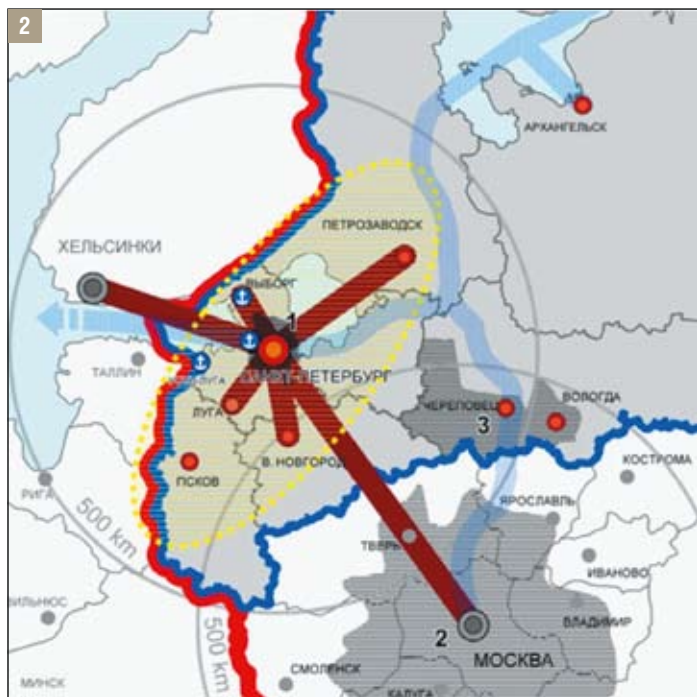 2
АРХАНГЕЛЬСК
ПЕТРОЗАВОДСК
ХЕЛЬСИНКИ
ВЫБОРГ
1
ТАЛЛИН
САНКТ-ПЕТЕРБУРГ
ЛУГА
ЧЕРЕПОВЕЦ
ВОЛОГДА
3
В. НОВГОРОД
ПСКОВ
КОСТРОМА
РИГА
500 km
ЯРОСЛАВЛЬ
ТВЕРЬ
ИВАНОВО
ВИЛЬНЮС
500 km
ВЛАДИМИР
2
МОСКВА
МИНСК
СМОЛЕНСК
КАЛУГА